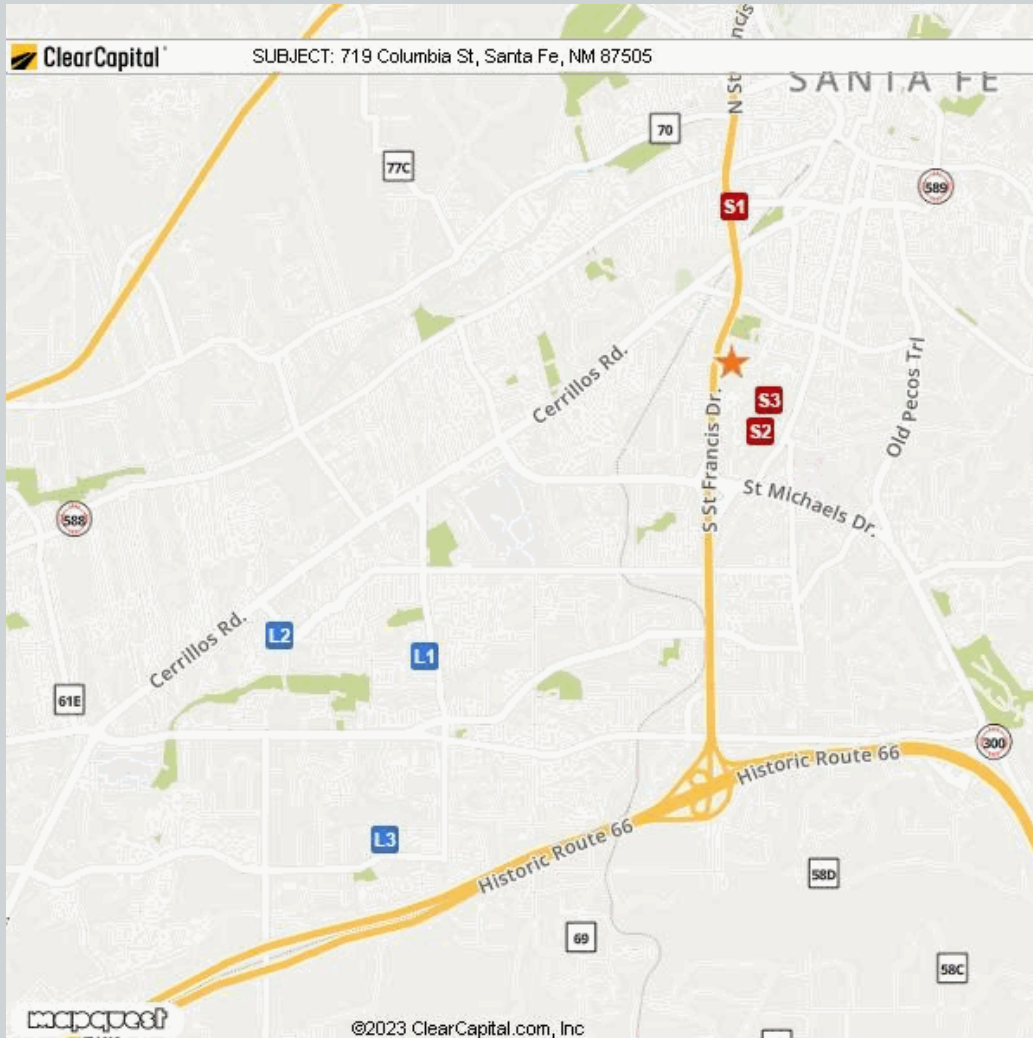 ClearCapital
SUBJECT: 719 Columbia St, Santa Fe, NM 87505
N St
ncis
SANTA FE
70
77C
589
S1
Cerrillos Rd.
S3
S2
Old Pecos Trl
S St Francis Dr.
St Michaels Dr.
588
Cerrillos Rd.
L2
L1
61E
300
Historic Route 66
L3
Historic Route 66
58D
69
58C
mapquest
©2023 ClearCapital.com, Inc